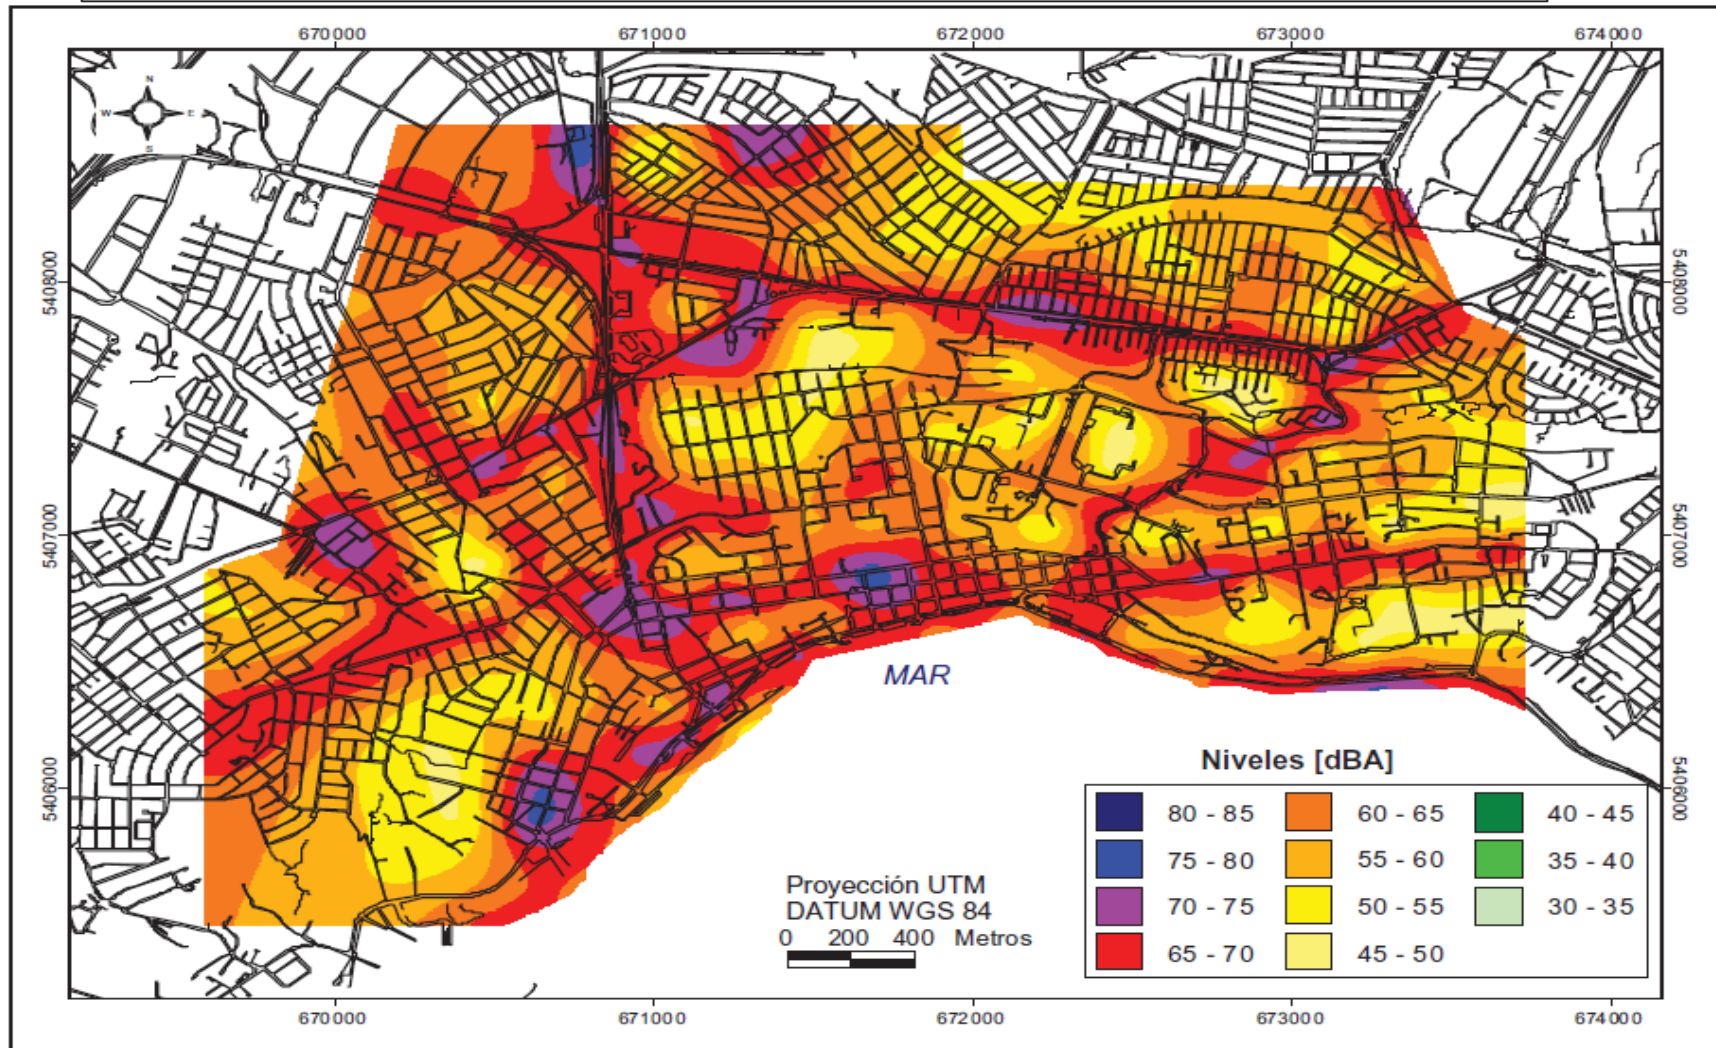 670000 671000 672000 673000 674000
N
W E
S
5408000 5408000
5407000 5407000
MAR
5406000 5406000
Niveles [dBA]
80 - 85 60 - 65 40 - 45
75 - 80 55 - 60 35 - 40
70 - 75 50 - 55 30 - 35
65 - 70 45 - 50
Proyección UTM
DATUM WGS 84
0 200 400 Metros
670000 671000 672000 673000 674000